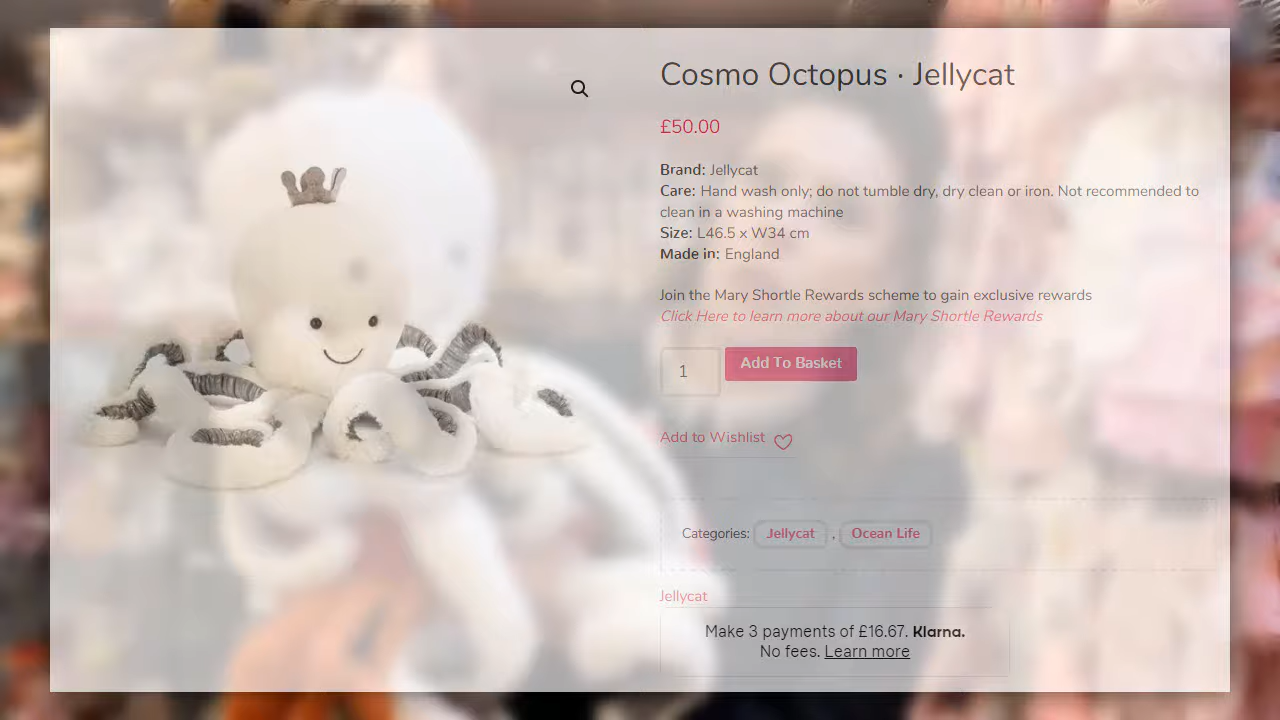 Cosmo Octopus · Jellycat
£50.00
Brand: Jellycat
Care: Hand wash only; do not tumble dry, dry clean or iron. Not recommended to
clean in a washing machine
Size: L46.5 x W34 cm
Made in: England
Join the Mary Shortle Rewards scheme to gain exclusive rewards
Click Here to learn more about our Mary Shortle Rewards
1 Add To Basket
Add to Wishlist
Categories: Jellycat , Ocean Life
Jellycat
Make 3 payments of £16.67. Klarna.
No fees. Learn more